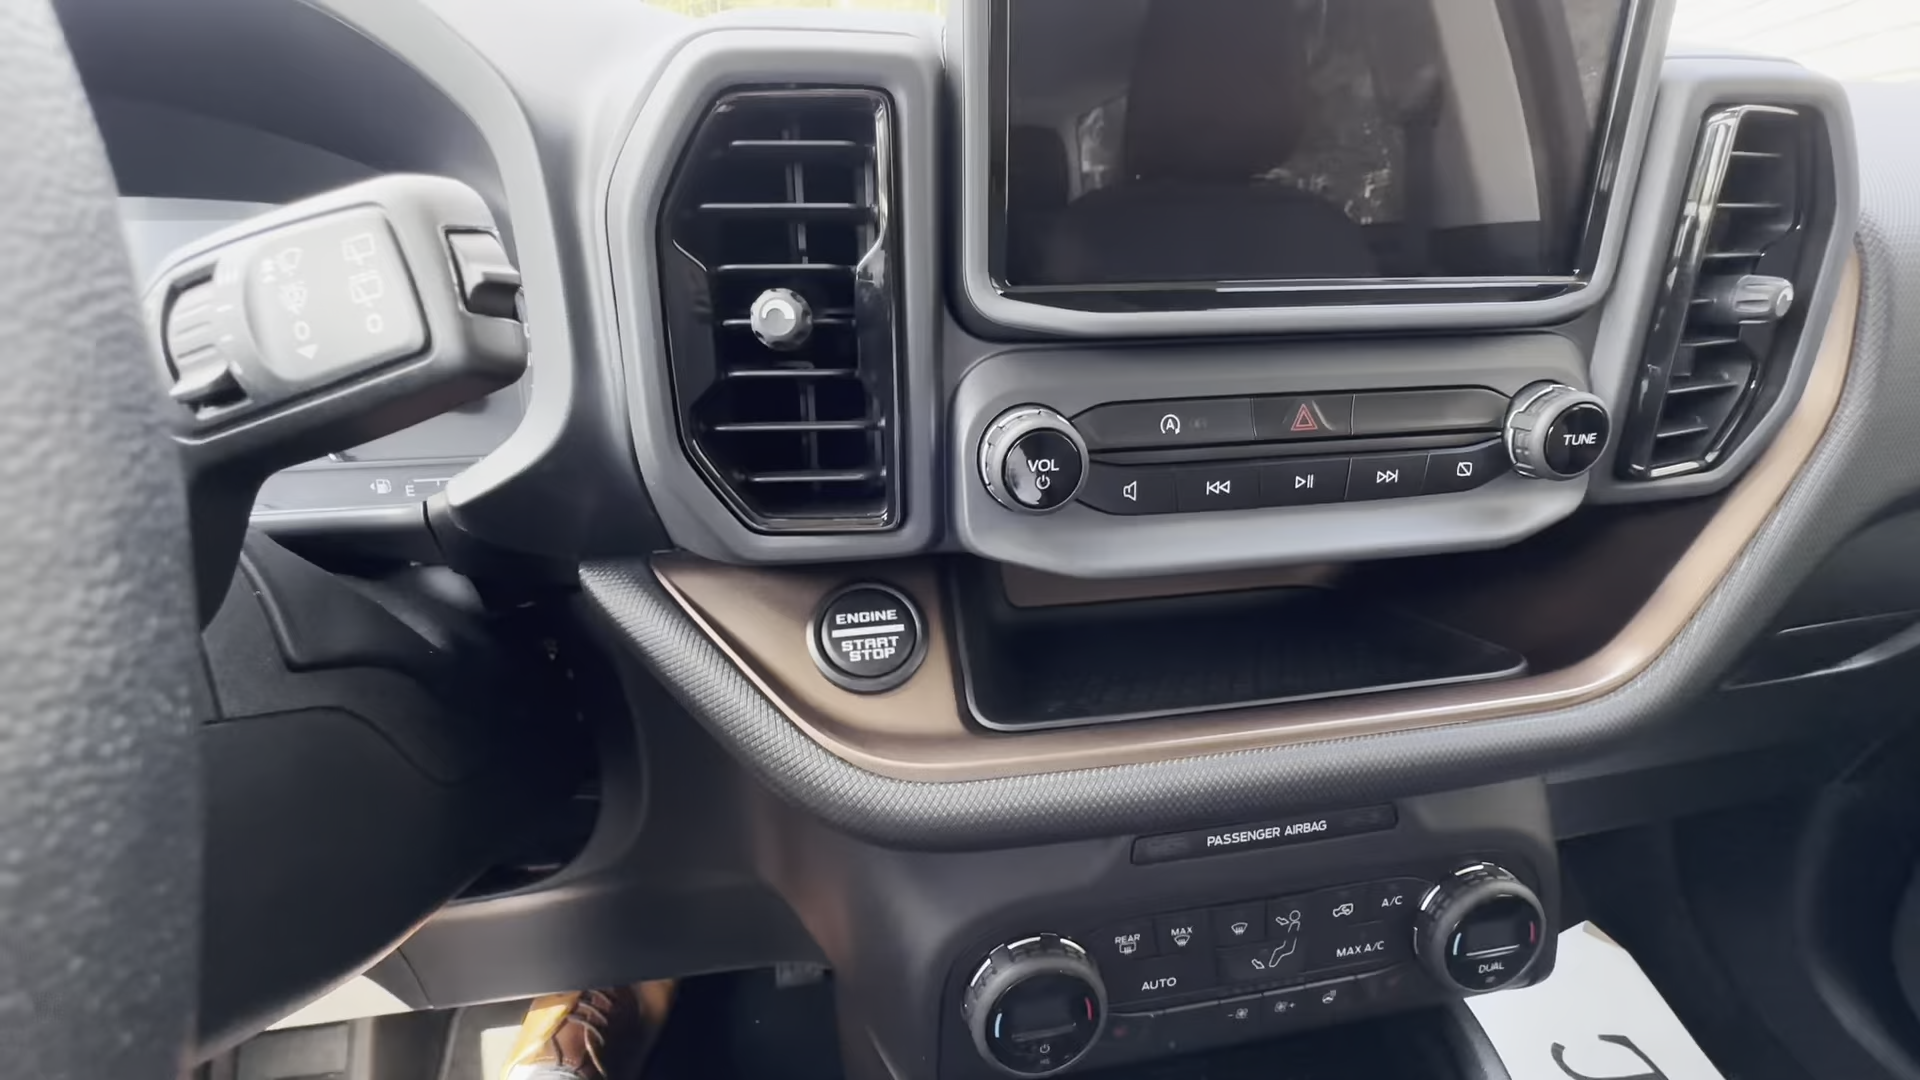 E
A
VOL
TUNE
ENGINE
START
STOP
PASSENGER AIRBAG
REAR
MAX
A/C
MAX A/C
AUTO
DUAL